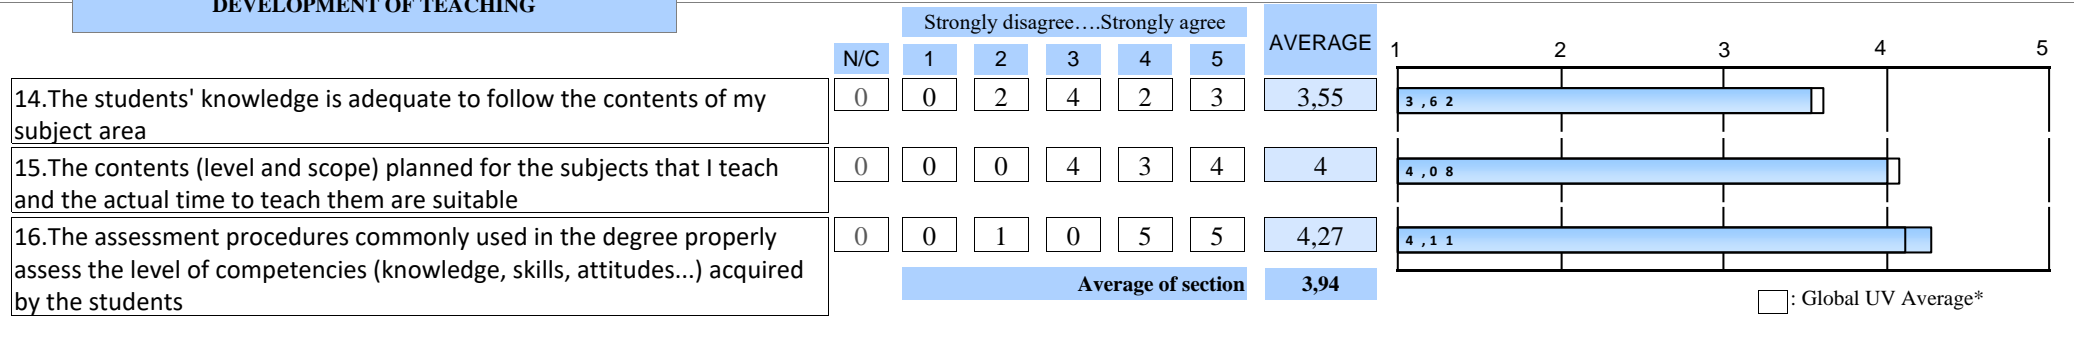 DEVELOPMENT OF TEACHING
Strongly disagree….Strongly agree
AVERAGE
N/C 1 2 3 4 5
1 2 3 4 5
14.The students' knowledge is adequate to follow the contents of my
subject area
0 0 2 4 2 3 3,55
3,62
15.The contents (level and scope) planned for the subjects that I teach
and the actual time to teach them are suitable
0 0 0 4 3 4 4
4,08
16.The assessment procedures commonly used in the degree properly
assess the level of competencies (knowledge, skills, attitudes...) acquired
by the students
0 0 1 0 5 5 4,27
4,11
Average of section 3,94
: Global UV Average*